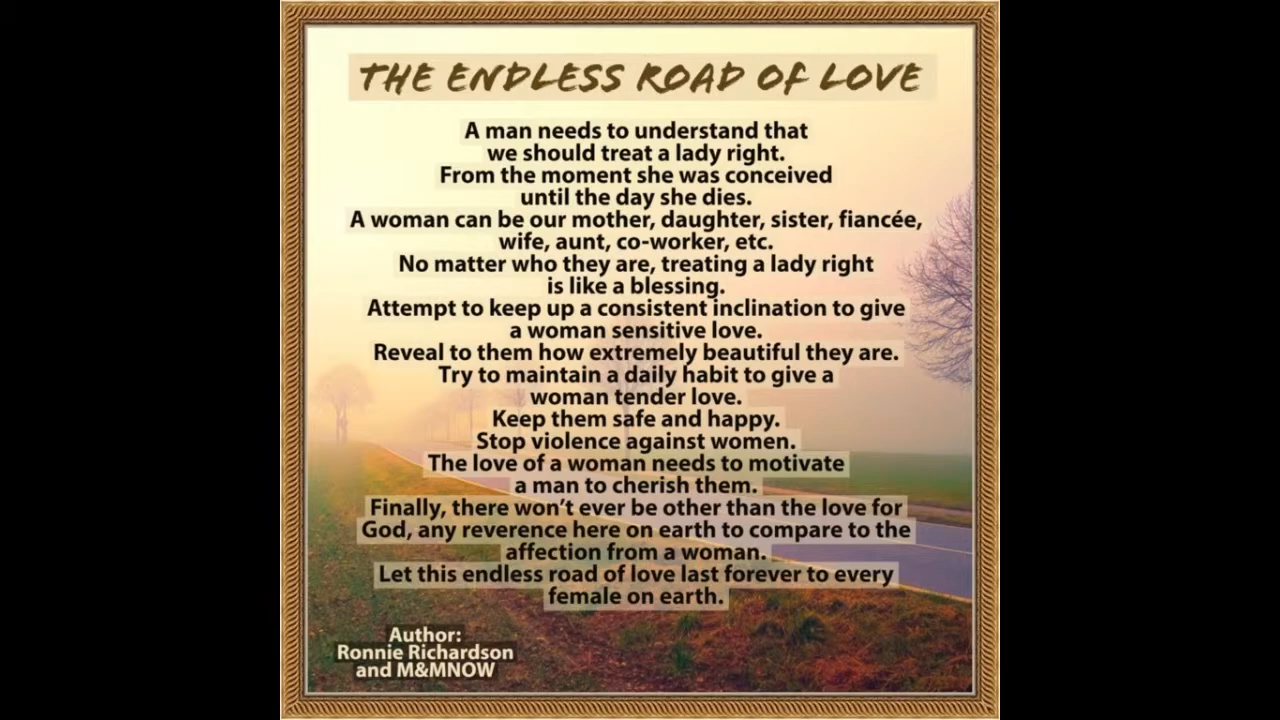 THE ENDLESS ROAD OF LOVE
A man needs to understand that
we should treat a lady right.
From the moment she was conceived
until the day she dies.
A woman can be our mother, daughter, sister, fiancée,
wife, aunt, co-worker, etc.
No matter who they are, treating a lady right
is like a blessing.
Attempt to keep up a consistent inclination to give
a woman sensitive love.
Reveal to them how extremely beautiful they are.
Try to maintain a daily habit to give a
woman tender love.
Keep them safe and happy.
Stop violence against women.
The love of a woman needs to motivate
a man to cherish them.
Finally, there won't ever be other than the love for
God, any reverence here on earth to compare to the
affection from a woman.
Let this endless road of love last forever to every
female on earth.
Author:
Ronnie Richardson
and M&MNOW